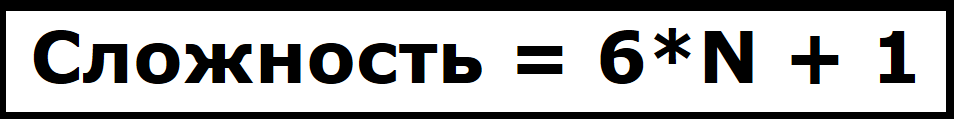 Сложность = 6*N + 1